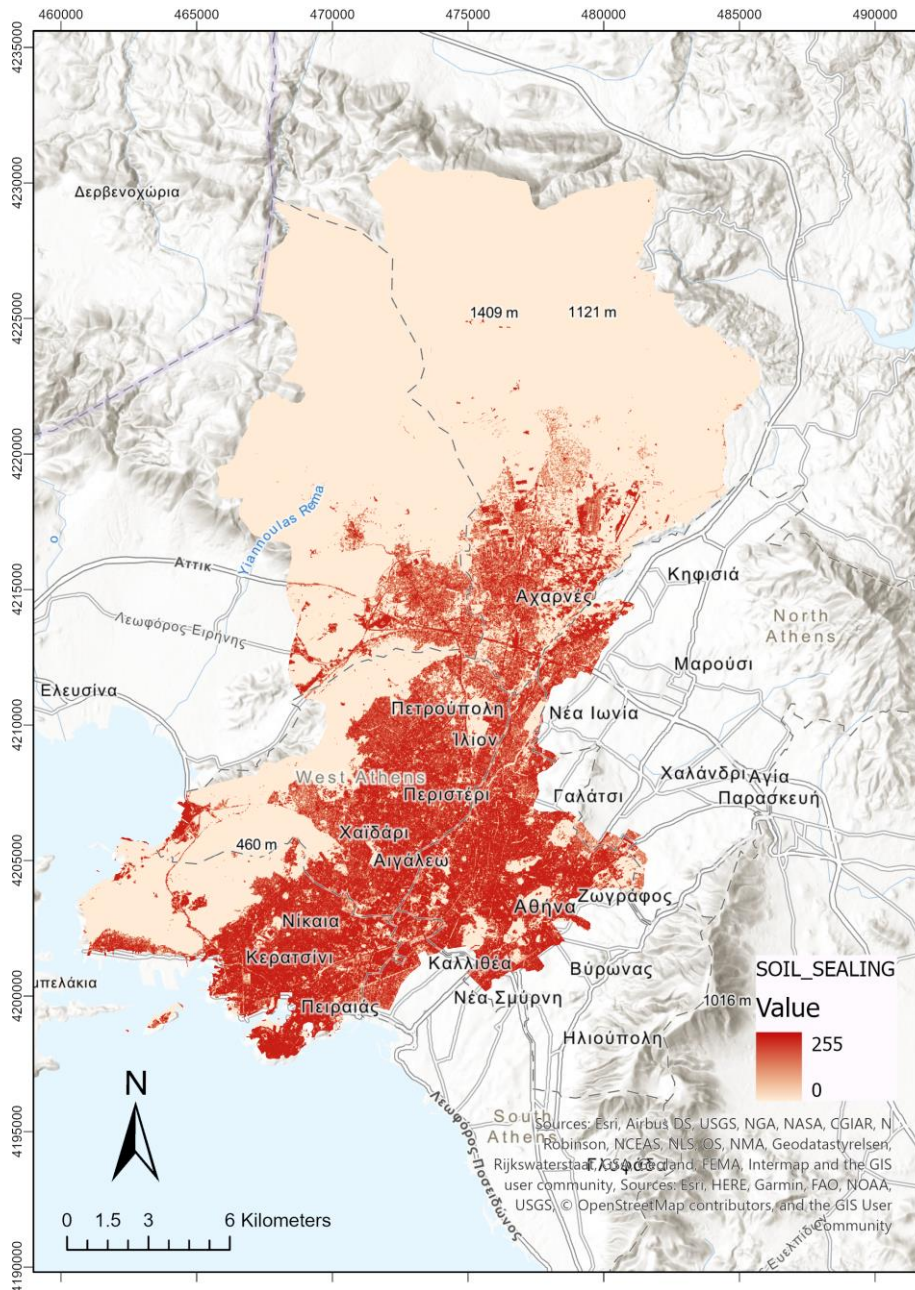 460000 465000 470000 475000 480000 485000 490000
4235000
4230000
4225000
4220000
4215000
4210000
4205000
4200000
4195000
4190000
Δερβενοχώρια
1409 m 1121 m
Yiannoulas Rema
Αττικ
Λεωφόρος Ειρήνης
Κηφισιά
Αχαρνές
North
Athens
Μαρούσι
Ελευσίνα
Πετρούπολη
Νέα Ιωνία
Ίλιον
West Athens
Χαλάνδρι
Αγία
Παρασκευή
Περιστέρι
Γαλάτσι
Χαϊδάρι
460 m
Αιγάλεω
Ζωγράφος
Αθήνα
Νίκαια
Κερατσίνι
Καλλιθέα
Βύρωνας
μπελάκια
Πειραιάς
Νέα Σμύρνη
1016 m
Ηλιούπολη
SOIL_SEALING
Value
255
0
N
0 1.5 3 6 Kilometers
Λεωφόρος Ποσειδώνος
South
Athens
Γλυφάδα
Sources: Esri, Airbus DS, USGS, NGA, NASA, CGIAR, N
Robinson, NCEAS, NLS, OS, NMA, Geodatastyrelsen,
Rijkswaterstaat, GSA, Geoland, FEMA, Intermap and the GIS
user community, Sources: Esri, HERE, Garmin, FAO, NOAA,
USGS, © OpenStreetMap contributors, and the GIS User
Community
Ευελπίδων